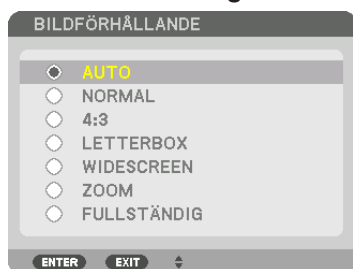 BILDFÖRHÅLLANDE
AUTO
NORMAL
4:3
LETTERBOX
WIDESCREEN
ZOOM
FULLSTÄNDIG
ENTER EXIT